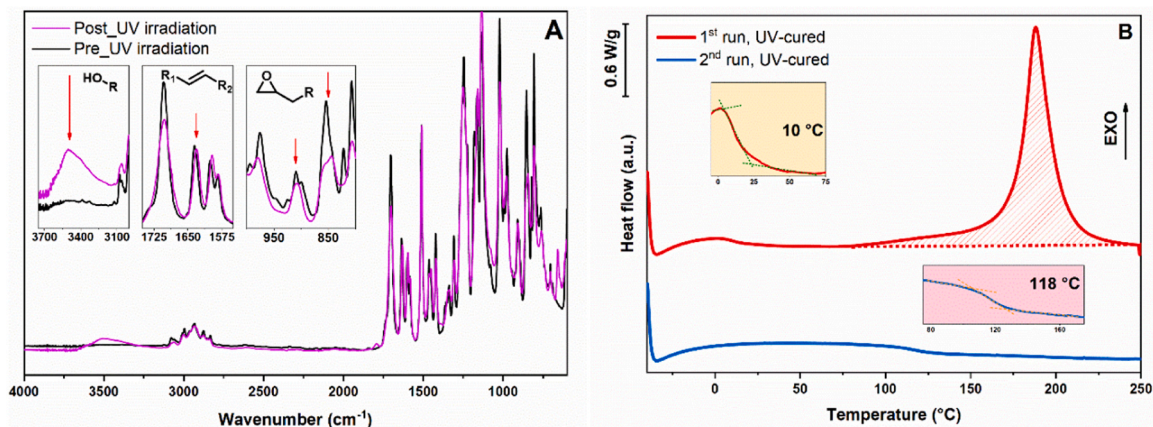 A
Post_UV irradiation
Pre_UV irradiation
HO
R
R1
R2
O
R
3700 3400 3100
1725 1650 1575
950 850
4000 3500 3000 2500 2000 1500 1000
Wavenumber (cm-1)
B
0.6 W/g
1st run, UV-cured
2nd run, UV-cured
10 °C
0 25 50 75
EXO
Heat flow (a.u.)
118 °C
80 120 160
0 50 100 150 200 250
Temperature (°C)